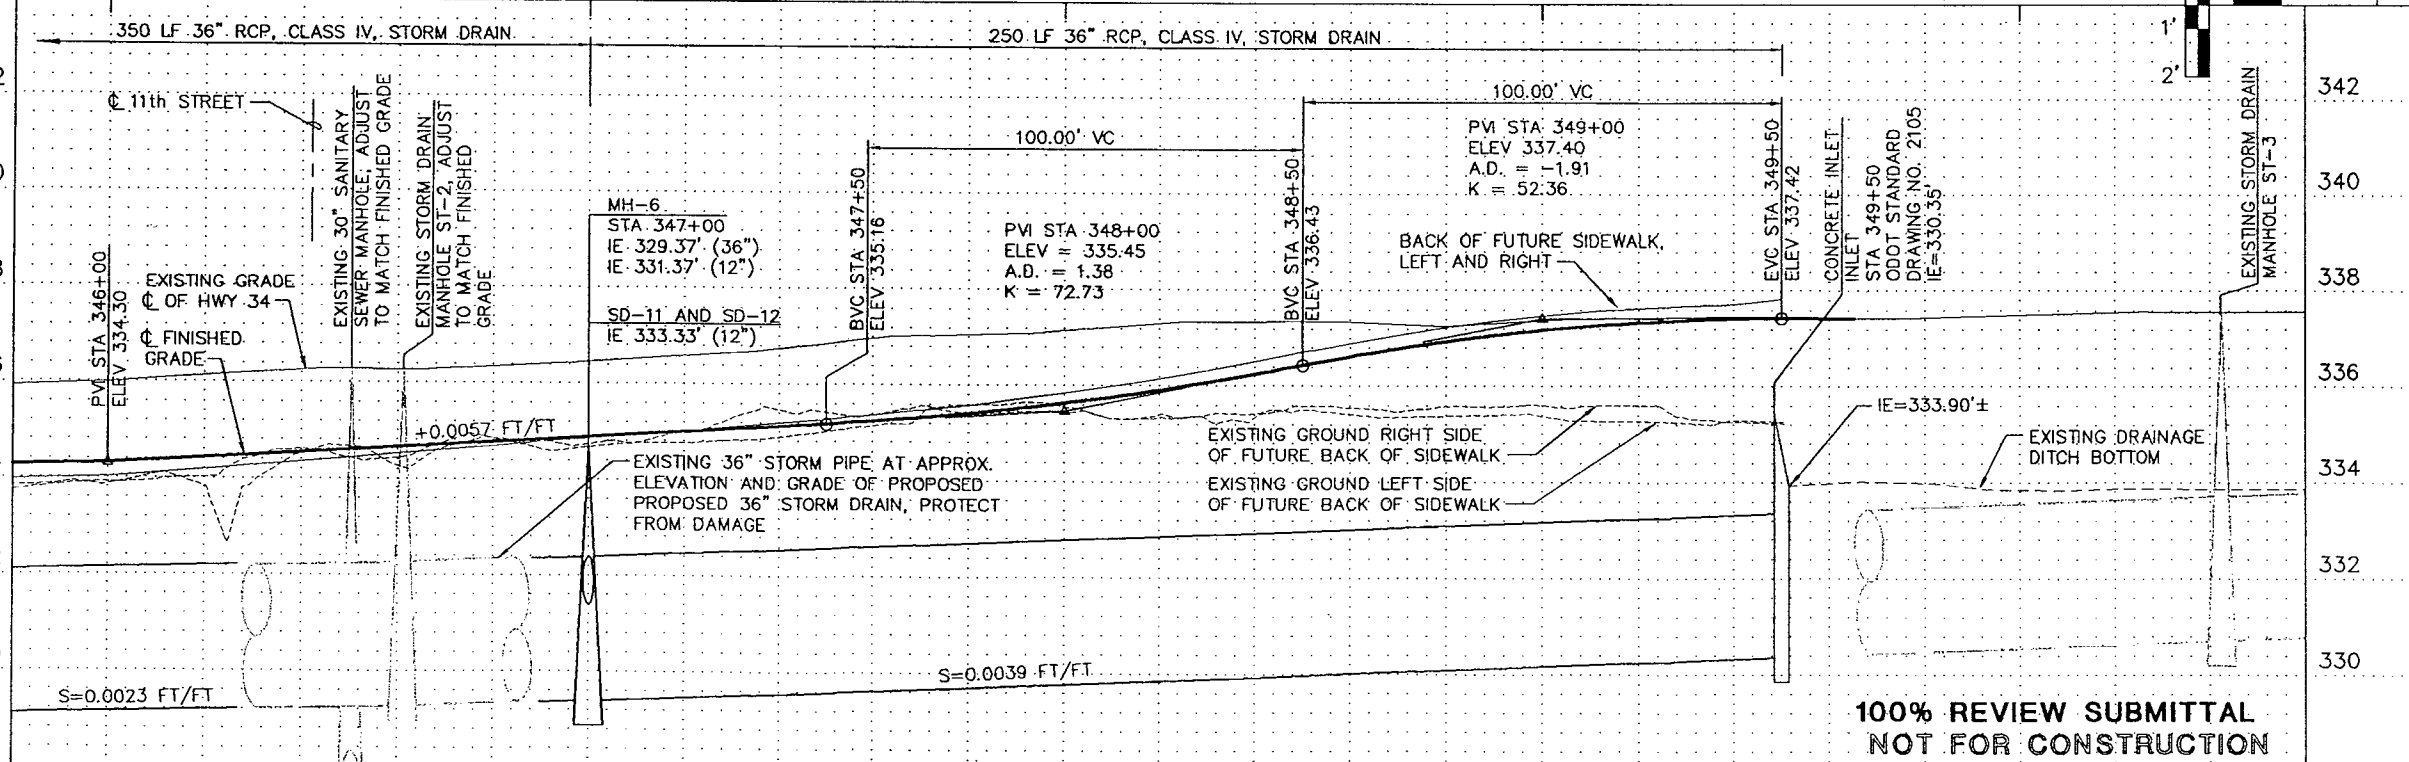 350 LF 36" RCP, CLASS IV, STORM DRAIN
250 LF 36" RCP, CLASS IV, STORM DRAIN
1'
2'
℄ 11th STREET
EXISTING 30" SANITARY
SEWER MANHOLE, ADJUST
TO MATCH FINISHED GRADE
EXISTING STORM DRAIN
MANHOLE ST-2, ADJUST
TO MATCH FINISHED
GRADE
PVI STA 346+00
ELEV 334.30
EXISTING GRADE
℄ OF HWY 34
℄ FINISHED
GRADE
+0.0057 FT/FT
MH-6
STA 347+00
IE 329.37' (36")
IE 331.37' (12")
SD-11 AND SD-12
IE 333.33' (12")
100.00' VC
BVC STA 347+50
ELEV 335.16
PVI STA 348+00
ELEV = 335.45
A.D. = 1.38
K = 72.73
BVC STA 348+50
ELEV 336.43
100.00' VC
PVI STA 349+00
ELEV 337.40
A.D. = -1.91
K = 52.36
BACK OF FUTURE SIDEWALK,
LEFT AND RIGHT
EVC STA 349+50
ELEV 337.42
CONCRETE INLET
INLET
STA 349+50
ODOT STANDARD
DRAWING NO. 2105
IE=330.35'
EXISTING STORM DRAIN
MANHOLE ST-3
342
340
338
336
334
332
330
EXISTING 36" STORM PIPE AT APPROX.
ELEVATION AND GRADE OF PROPOSED
PROPOSED 36" STORM DRAIN, PROTECT
FROM DAMAGE
EXISTING GROUND RIGHT SIDE
OF FUTURE BACK OF SIDEWALK
EXISTING GROUND LEFT SIDE
OF FUTURE BACK OF SIDEWALK
IE=333.90'±
EXISTING DRAINAGE
DITCH BOTTOM
S=0.0023 FT/FT
S=0.0039 FT/FT
100% REVIEW SUBMITTAL
NOT FOR CONSTRUCTION